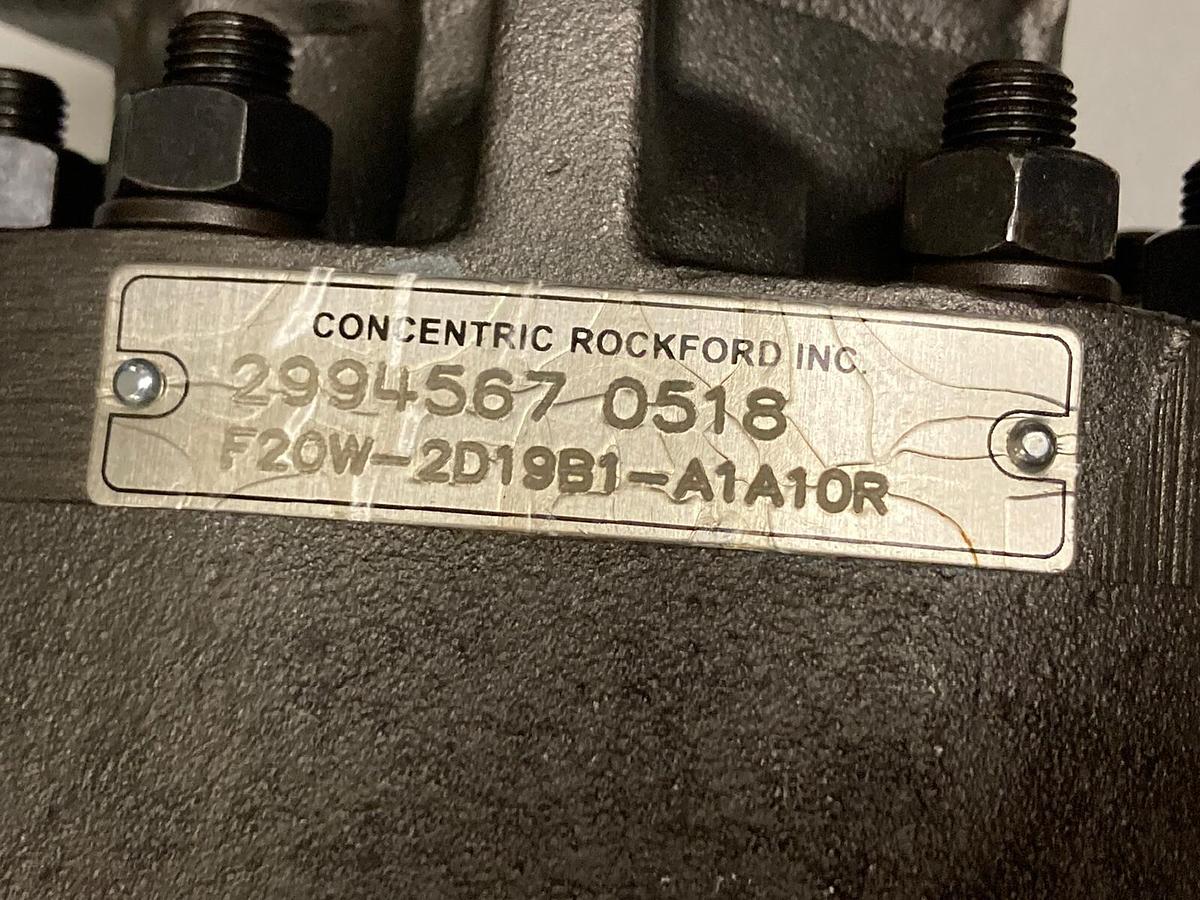 CONCENTRIC ROCKFORD INC.
2994567 0518
F20W-2D19B1-A1A10R